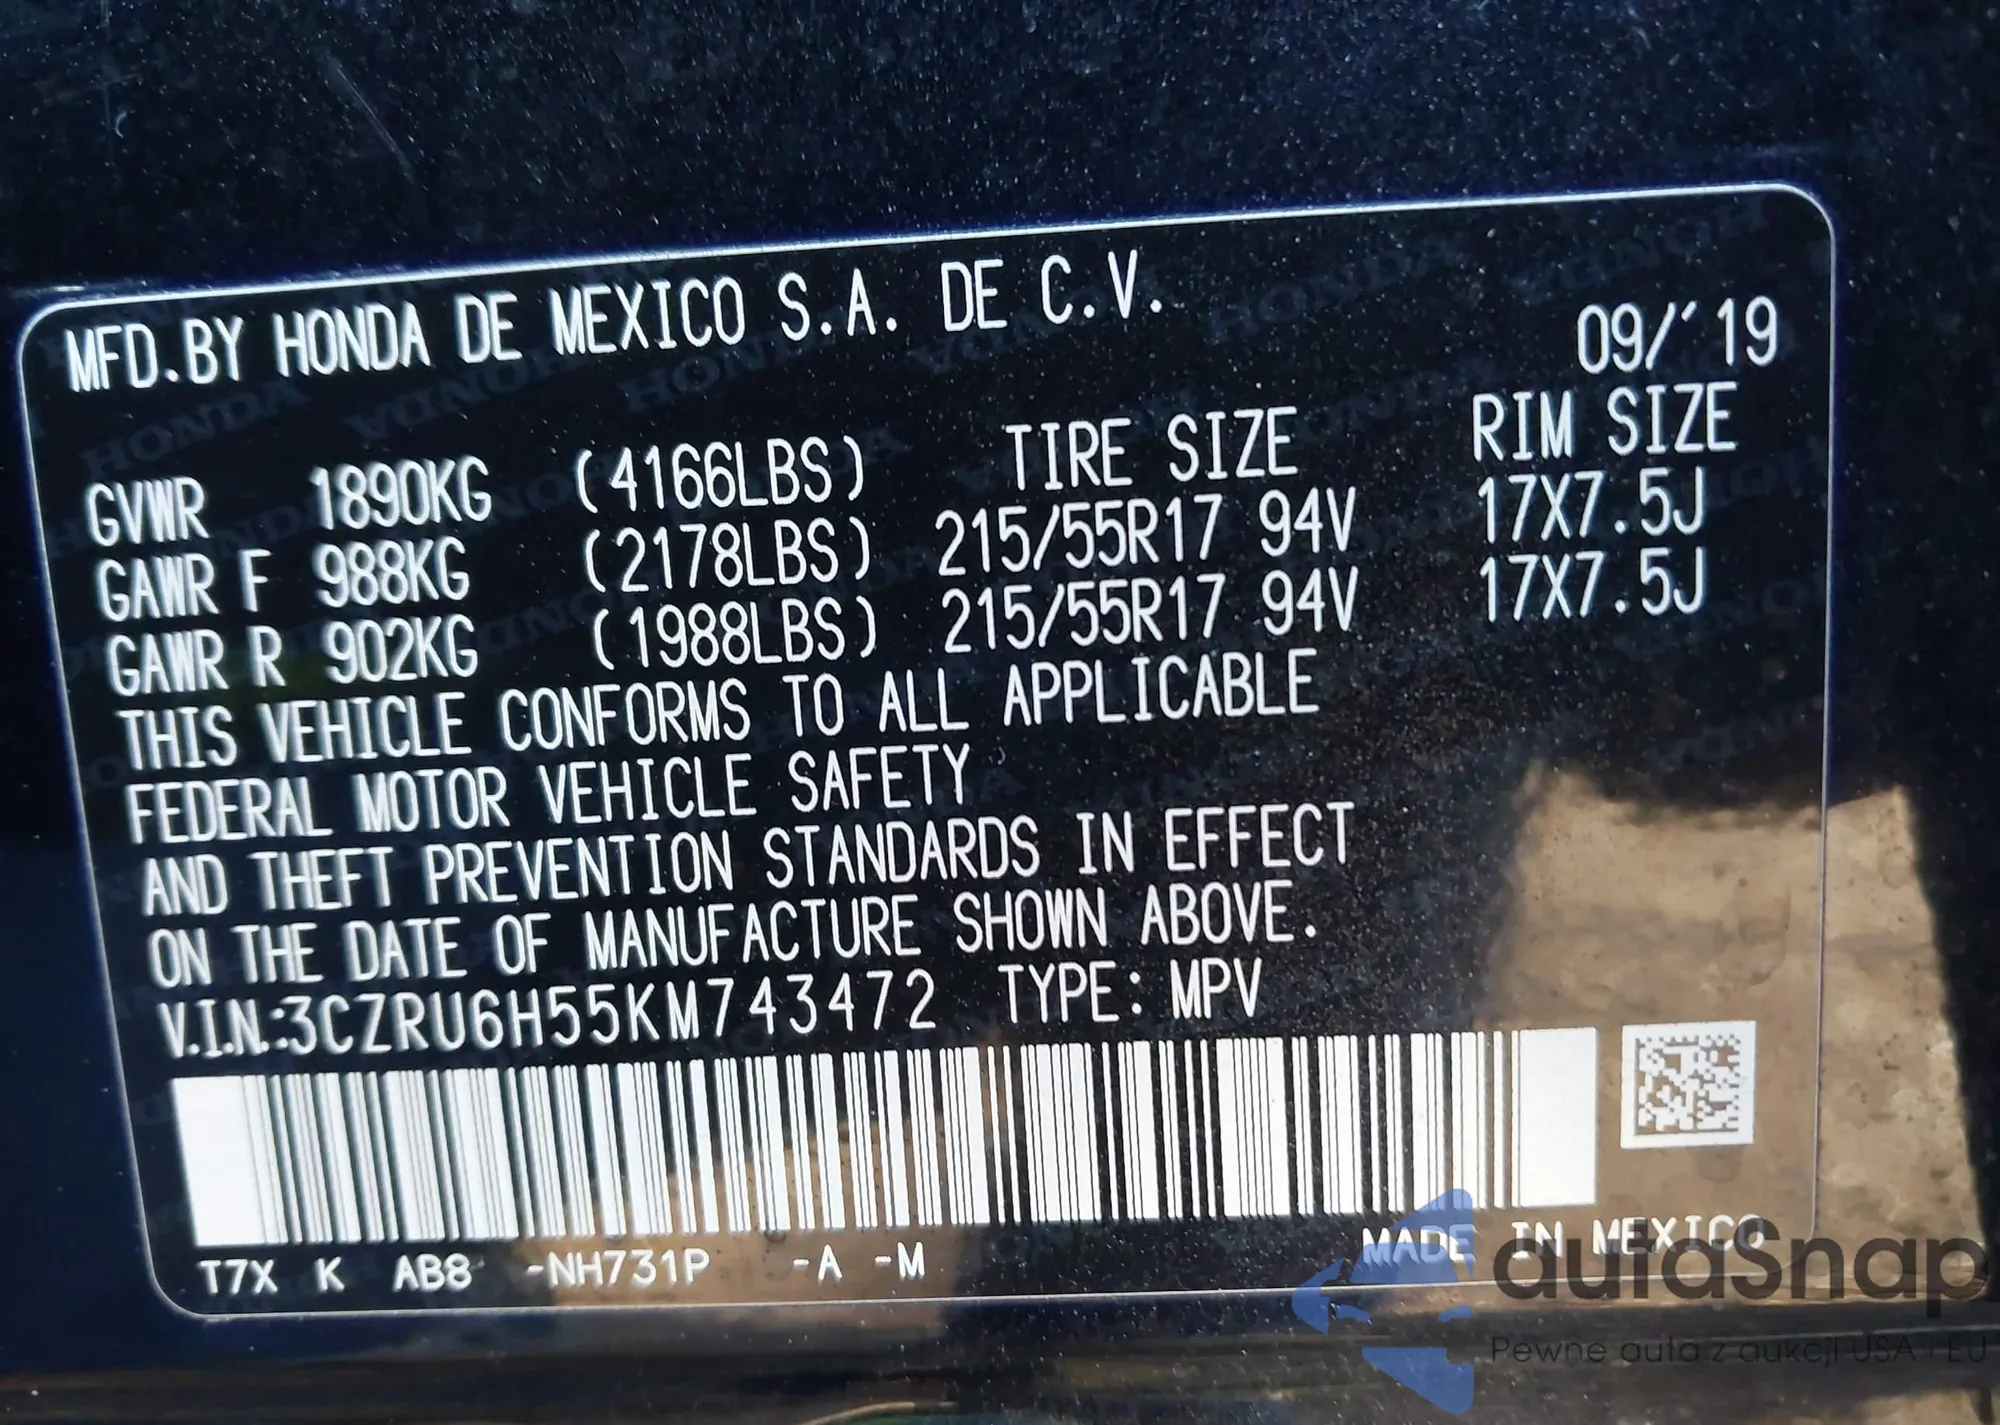 MFD.BY HONDA DE MEXICO S.A. DE C.V.
09/'19
GVWR 1890KG (4166LBS) TIRE SIZE RIM SIZE
GAWR F 988KG (2178LBS) 215/55R17 94V 17X7.5J
GAWR R 902KG (1988LBS) 215/55R17 94V 17X7.5J
THIS VEHICLE CONFORMS TO ALL APPLICABLE
FEDERAL MOTOR VEHICLE SAFETY
AND THEFT PREVENTION STANDARDS IN EFFECT
ON THE DATE OF MANUFACTURE SHOWN ABOVE.
V.I.N.:3CZRU6H55KM743472 TYPE: MPV
T7X K AB8 -NH731P -A -M
MADE IN MEXICO
autaSnap
Pewne auta z aukcji USA i EU